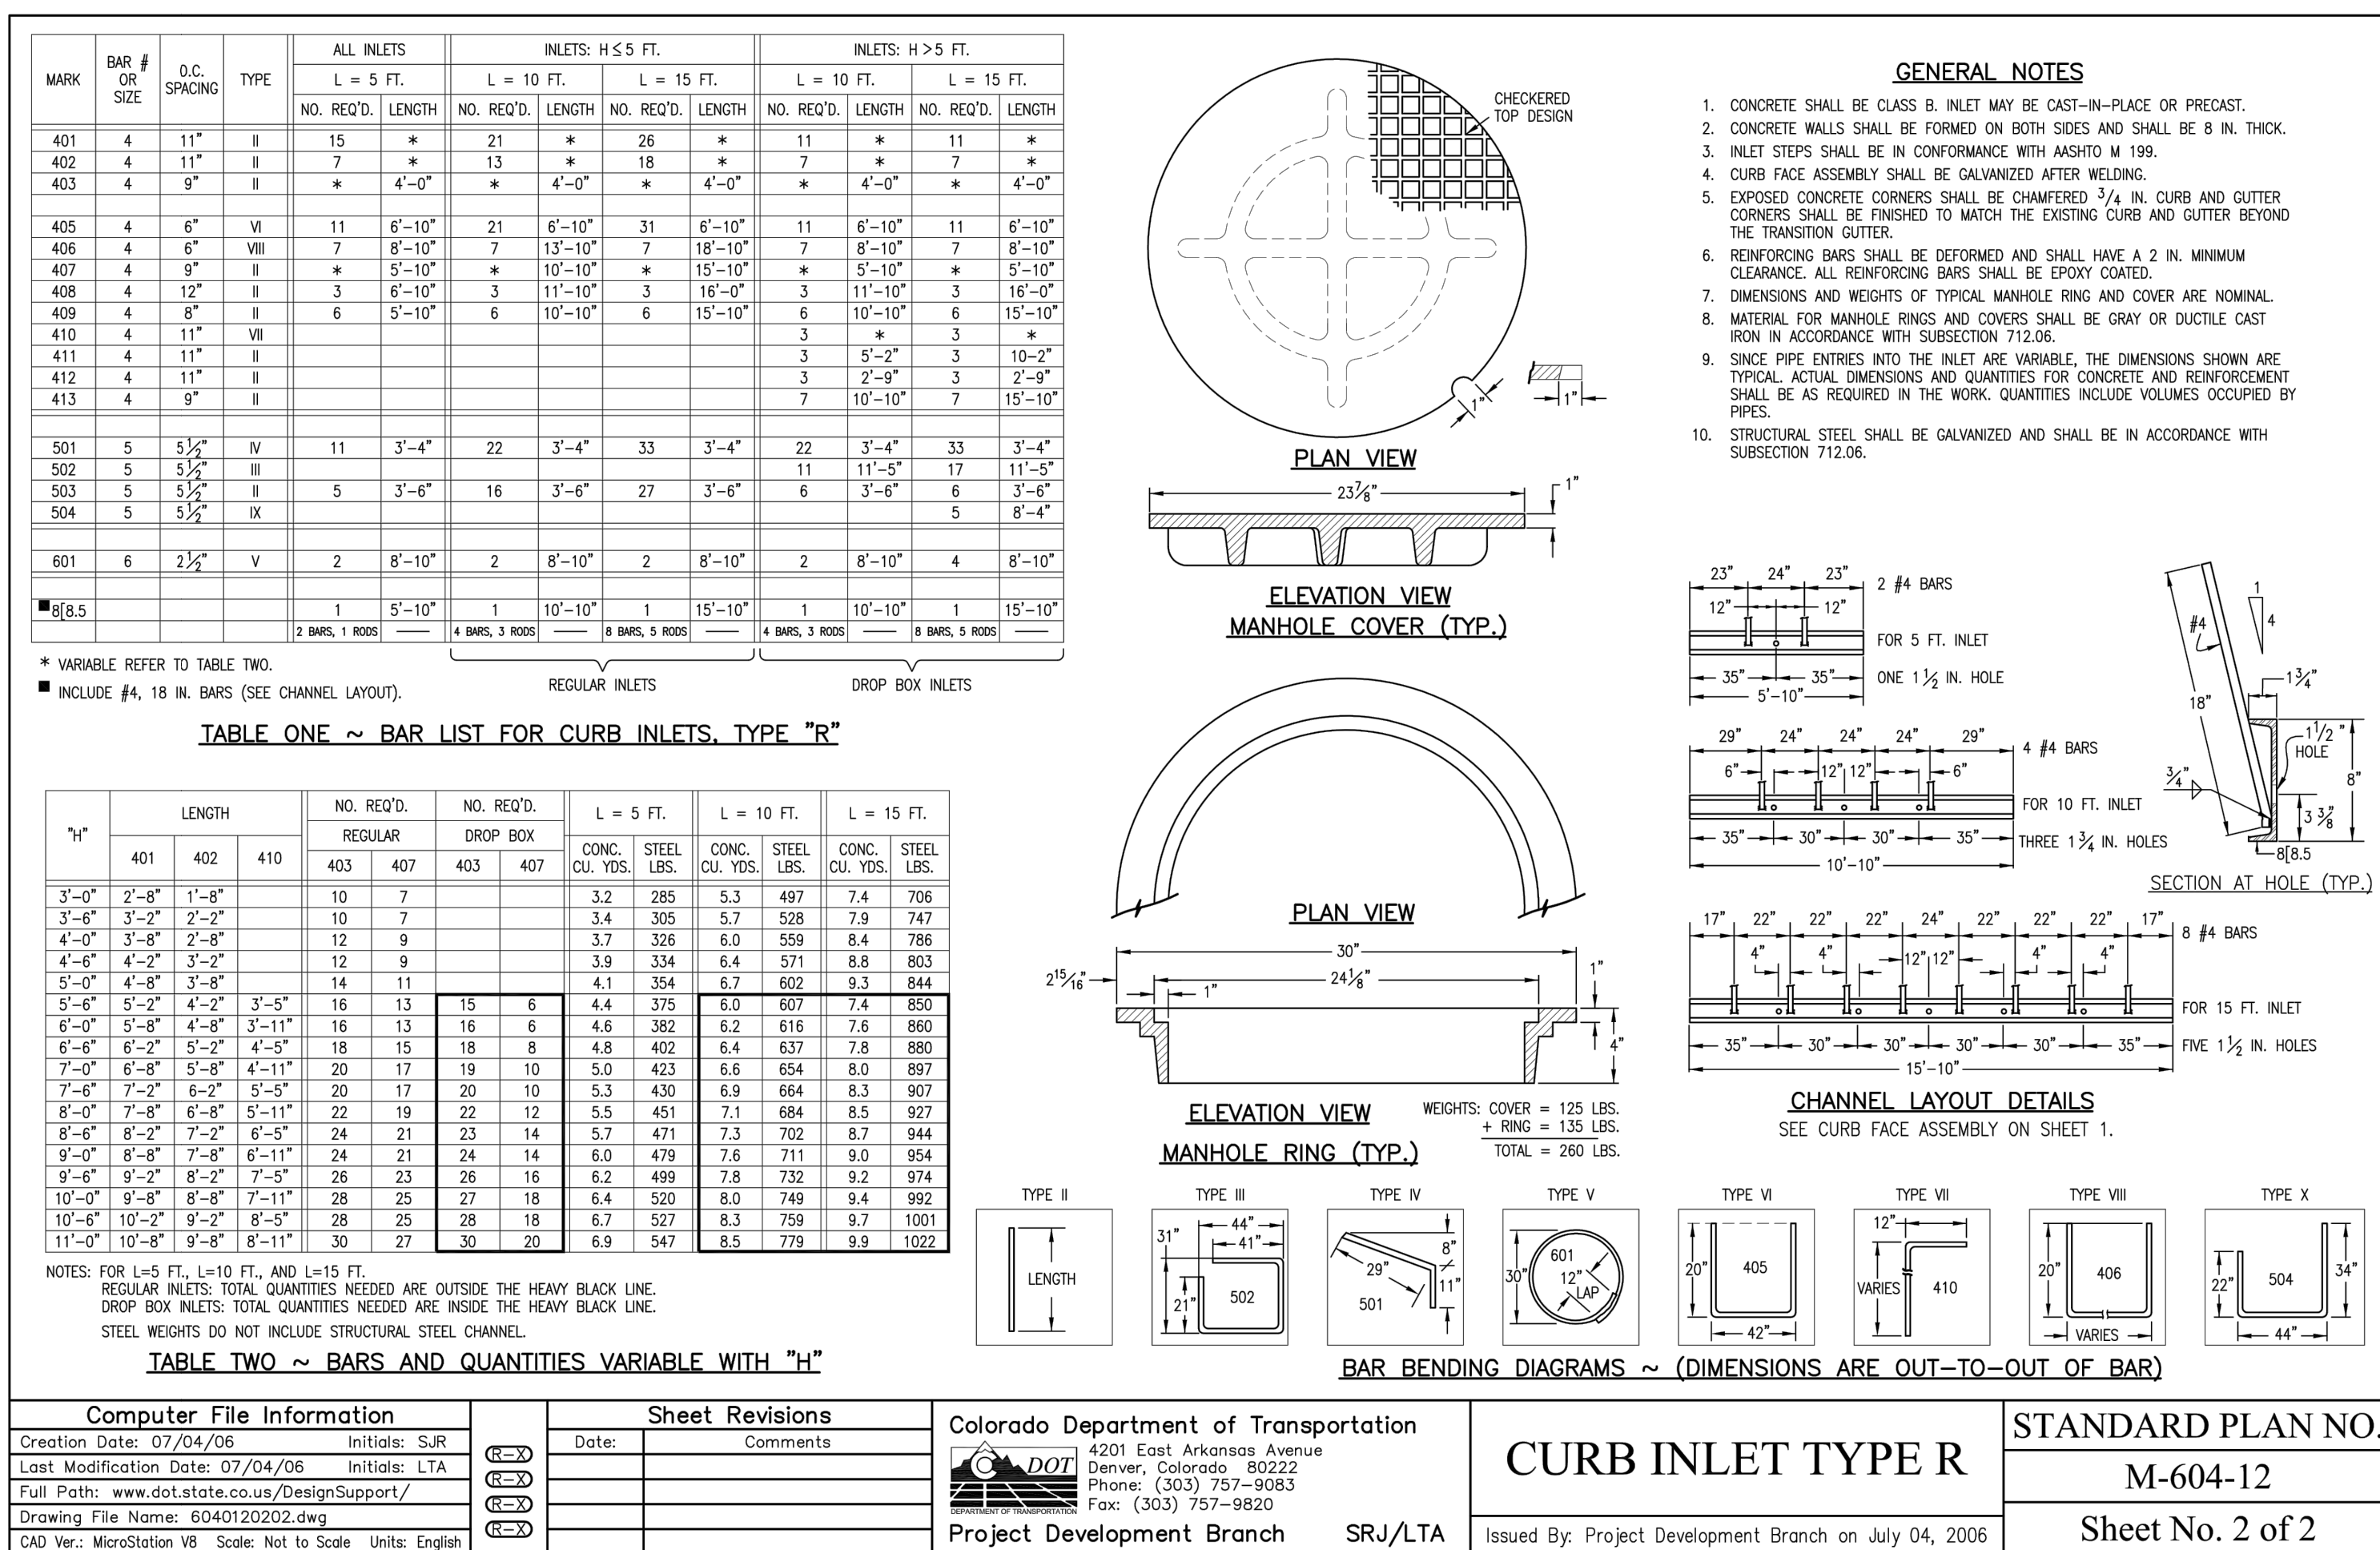 MARK BAR # OR SIZE O.C. SPACING TYPE ALL INLETS INLETS: H ≤ 5 FT. INLETS: H > 5 FT.
L = 5 FT. L = 10 FT. L = 15 FT. L = 10 FT. L = 15 FT.
NO. REQ'D. LENGTH NO. REQ'D. LENGTH NO. REQ'D. LENGTH NO. REQ'D. LENGTH NO. REQ'D. LENGTH
401 4 11" II 15 * 21 * 26 * 11 * 11 *
402 4 11" II 7 * 13 * 18 * 7 * 7 *
403 4 9" II * 4'-0" * 4'-0" * 4'-0" * 4'-0" * 4'-0"
405 4 6" VI 11 6'-10" 21 6'-10" 31 6'-10" 11 6'-10" 11 6'-10"
406 4 6" VIII 7 8'-10" 7 13'-10" 7 18'-10" 7 8'-10" 7 8'-10"
407 4 9" II * 5'-10" * 10'-10" * 15'-10" * 5'-10" * 5'-10"
408 4 12" II 3 6'-10" 3 11'-10" 3 16'-0" 3 11'-10" 3 16'-0"
409 4 8" II 6 5'-10" 6 10'-10" 6 15'-10" 6 10'-10" 6 15'-10"
410 4 11" VII 3 * 3 *
411 4 11" II 3 5'-2" 3 10-2"
412 4 11" II 3 2'-9" 3 2'-9"
413 4 9" II 7 10'-10" 7 15'-10"
501 5 5 1/2" IV 11 3'-4" 22 3'-4" 33 3'-4" 22 3'-4" 33 3'-4"
502 5 5 1/2" III 11 11'-5" 17 11'-5"
503 5 5 1/2" II 5 3'-6" 16 3'-6" 27 3'-6" 6 3'-6" 6 3'-6"
504 5 5 1/2" IX 5 8'-4"
601 6 2 1/2" V 2 8'-10" 2 8'-10" 2 8'-10" 2 8'-10" 4 8'-10"
■8[8.5 1 5'-10" 1 10'-10" 1 15'-10" 1 10'-10" 1 15'-10"
2 BARS, 1 RODS — 4 BARS, 3 RODS — 8 BARS, 5 RODS — 4 BARS, 3 RODS — 8 BARS, 5 RODS —
* VARIABLE REFER TO TABLE TWO.
■ INCLUDE #4, 18 IN. BARS (SEE CHANNEL LAYOUT).
REGULAR INLETS DROP BOX INLETS
TABLE ONE ~ BAR LIST FOR CURB INLETS, TYPE "R"
"H" LENGTH NO. REQ'D. NO. REQ'D. L = 5 FT. L = 10 FT. L = 15 FT.
REGULAR DROP BOX
401 402 410 403 407 403 407 CONC. CU. YDS. STEEL LBS. CONC. CU. YDS. STEEL LBS. CONC. CU. YDS. STEEL LBS.
3'-0" 2'-8" 1'-8" 10 7 3.2 285 5.3 497 7.4 706
3'-6" 3'-2" 2'-2" 10 7 3.4 305 5.7 528 7.9 747
4'-0" 3'-8" 2'-8" 12 9 3.7 326 6.0 559 8.4 786
4'-6" 4'-2" 3'-2" 12 9 3.9 334 6.4 571 8.8 803
5'-0" 4'-8" 3'-8" 14 11 4.1 354 6.7 602 9.3 844
5'-6" 5'-2" 4'-2" 3'-5" 16 13 15 6 4.4 375 6.0 607 7.4 850
6'-0" 5'-8" 4'-8" 3'-11" 16 13 16 6 4.6 382 6.2 616 7.6 860
6'-6" 6'-2" 5'-2" 4'-5" 18 15 18 8 4.8 402 6.4 637 7.8 880
7'-0" 6'-8" 5'-8" 4'-11" 20 17 19 10 5.0 423 6.6 654 8.0 897
7'-6" 7'-2" 6-2" 5'-5" 20 17 20 10 5.3 430 6.9 664 8.3 907
8'-0" 7'-8" 6'-8" 5'-11" 22 19 22 12 5.5 451 7.1 684 8.5 927
8'-6" 8'-2" 7'-2" 6'-5" 24 21 23 14 5.7 471 7.3 702 8.7 944
9'-0" 8'-8" 7'-8" 6'-11" 24 21 24 14 6.0 479 7.6 711 9.0 954
9'-6" 9'-2" 8'-2" 7'-5" 26 23 26 16 6.2 499 7.8 732 9.2 974
10'-0" 9'-8" 8'-8" 7'-11" 28 25 27 18 6.4 520 8.0 749 9.4 992
10'-6" 10'-2" 9'-2" 8'-5" 28 25 28 18 6.7 527 8.3 759 9.7 1001
11'-0" 10'-8" 9'-8" 8'-11" 30 27 30 20 6.9 547 8.5 779 9.9 1022
NOTES: FOR L=5 FT., L=10 FT., AND L=15 FT.
REGULAR INLETS: TOTAL QUANTITIES NEEDED ARE OUTSIDE THE HEAVY BLACK LINE.
DROP BOX INLETS: TOTAL QUANTITIES NEEDED ARE INSIDE THE HEAVY BLACK LINE.
STEEL WEIGHTS DO NOT INCLUDE STRUCTURAL STEEL CHANNEL.
TABLE TWO ~ BARS AND QUANTITIES VARIABLE WITH "H"
CHECKERED
TOP DESIGN
1" 1"
PLAN VIEW
23 7/8" 1"
ELEVATION VIEW
MANHOLE COVER (TYP.)
PLAN VIEW
30"
2 15/16" 24 1/8" 1"
1"
4"
ELEVATION VIEW
MANHOLE RING (TYP.)
WEIGHTS: COVER = 125 LBS.
+ RING = 135 LBS.
TOTAL = 260 LBS.
GENERAL NOTES
1. CONCRETE SHALL BE CLASS B. INLET MAY BE CAST-IN-PLACE OR PRECAST.
2. CONCRETE WALLS SHALL BE FORMED ON BOTH SIDES AND SHALL BE 8 IN. THICK.
3. INLET STEPS SHALL BE IN CONFORMANCE WITH AASHTO M 199.
4. CURB FACE ASSEMBLY SHALL BE GALVANIZED AFTER WELDING.
5. EXPOSED CONCRETE CORNERS SHALL BE CHAMFERED 3/4 IN. CURB AND GUTTER
CORNERS SHALL BE FINISHED TO MATCH THE EXISTING CURB AND GUTTER BEYOND
THE TRANSITION GUTTER.
6. REINFORCING BARS SHALL BE DEFORMED AND SHALL HAVE A 2 IN. MINIMUM
CLEARANCE. ALL REINFORCING BARS SHALL BE EPOXY COATED.
7. DIMENSIONS AND WEIGHTS OF TYPICAL MANHOLE RING AND COVER ARE NOMINAL.
8. MATERIAL FOR MANHOLE RINGS AND COVERS SHALL BE GRAY OR DUCTILE CAST
IRON IN ACCORDANCE WITH SUBSECTION 712.06.
9. SINCE PIPE ENTRIES INTO THE INLET ARE VARIABLE, THE DIMENSIONS SHOWN ARE
TYPICAL. ACTUAL DIMENSIONS AND QUANTITIES FOR CONCRETE AND REINFORCEMENT
SHALL BE AS REQUIRED IN THE WORK. QUANTITIES INCLUDE VOLUMES OCCUPIED BY
PIPES.
10. STRUCTURAL STEEL SHALL BE GALVANIZED AND SHALL BE IN ACCORDANCE WITH
SUBSECTION 712.06.
23" 24" 23" 2 #4 BARS
12" 12"
FOR 5 FT. INLET
35" 35" ONE 1 1/2 IN. HOLE
5'-10"
29" 24" 24" 24" 29" 4 #4 BARS
6" 12" 12" 6"
FOR 10 FT. INLET
35" 30" 30" 35" THREE 1 3/4 IN. HOLES
10'-10"
17" 22" 22" 22" 24" 22" 22" 22" 17" 8 #4 BARS
4" 4" 12" 12" 4" 4"
FOR 15 FT. INLET
35" 30" 30" 30" 30" 35" FIVE 1 1/2 IN. HOLES
15'-10"
1
4
#4
1 3/4"
18"
1 1/2"
HOLE
3/4" 8"
3 3/8
8[8.5
SECTION AT HOLE (TYP.)
CHANNEL LAYOUT DETAILS
SEE CURB FACE ASSEMBLY ON SHEET 1.
TYPE II TYPE III TYPE IV TYPE V TYPE VI TYPE VII TYPE VIII TYPE X
LENGTH
31" 44" 41" 21" 502
29" 8" 11" 501
30" 601 12" LAP
20" 405 42"
12" VARIES 410
20" 406 VARIES
22" 504 34" 44"
BAR BENDING DIAGRAMS ~ (DIMENSIONS ARE OUT-TO-OUT OF BAR)
Computer File Information
Creation Date: 07/04/06 Initials: SJR
Last Modification Date: 07/04/06 Initials: LTA
Full Path: www.dot.state.co.us/DesignSupport/
Drawing File Name: 6040120202.dwg
CAD Ver.: MicroStation V8 Scale: Not to Scale Units: English
R-X
R-X
R-X
R-X
Sheet Revisions
Date: Comments
Colorado Department of Transportation
DOT
DEPARTMENT OF TRANSPORTATION
4201 East Arkansas Avenue
Denver, Colorado 80222
Phone: (303) 757-9083
Fax: (303) 757-9820
Project Development Branch SRJ/LTA
CURB INLET TYPE R
Issued By: Project Development Branch on July 04, 2006
STANDARD PLAN NO.
M-604-12
Sheet No. 2 of 2